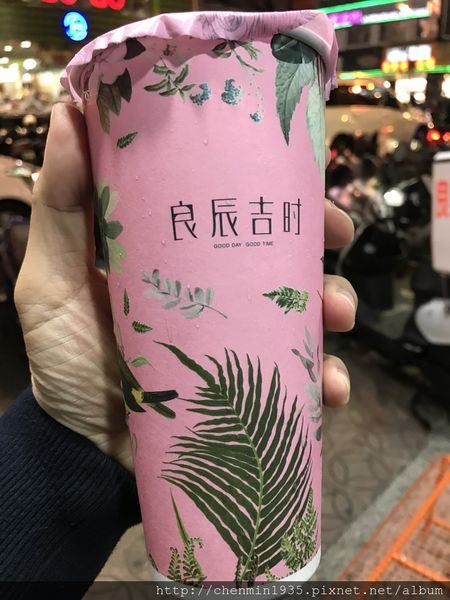 良辰吉时
GOOD DAY GOOD TIME
http://chenmin1935.pixnet.net/album